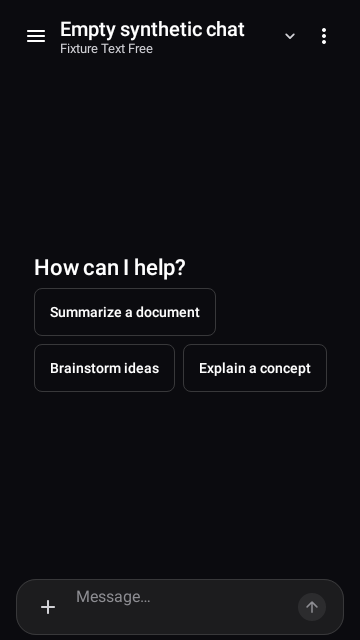 Empty synthetic chat
Fixture Text Free
How can I help?
Summarize a document
Brainstorm ideas
Explain a concept
Message…